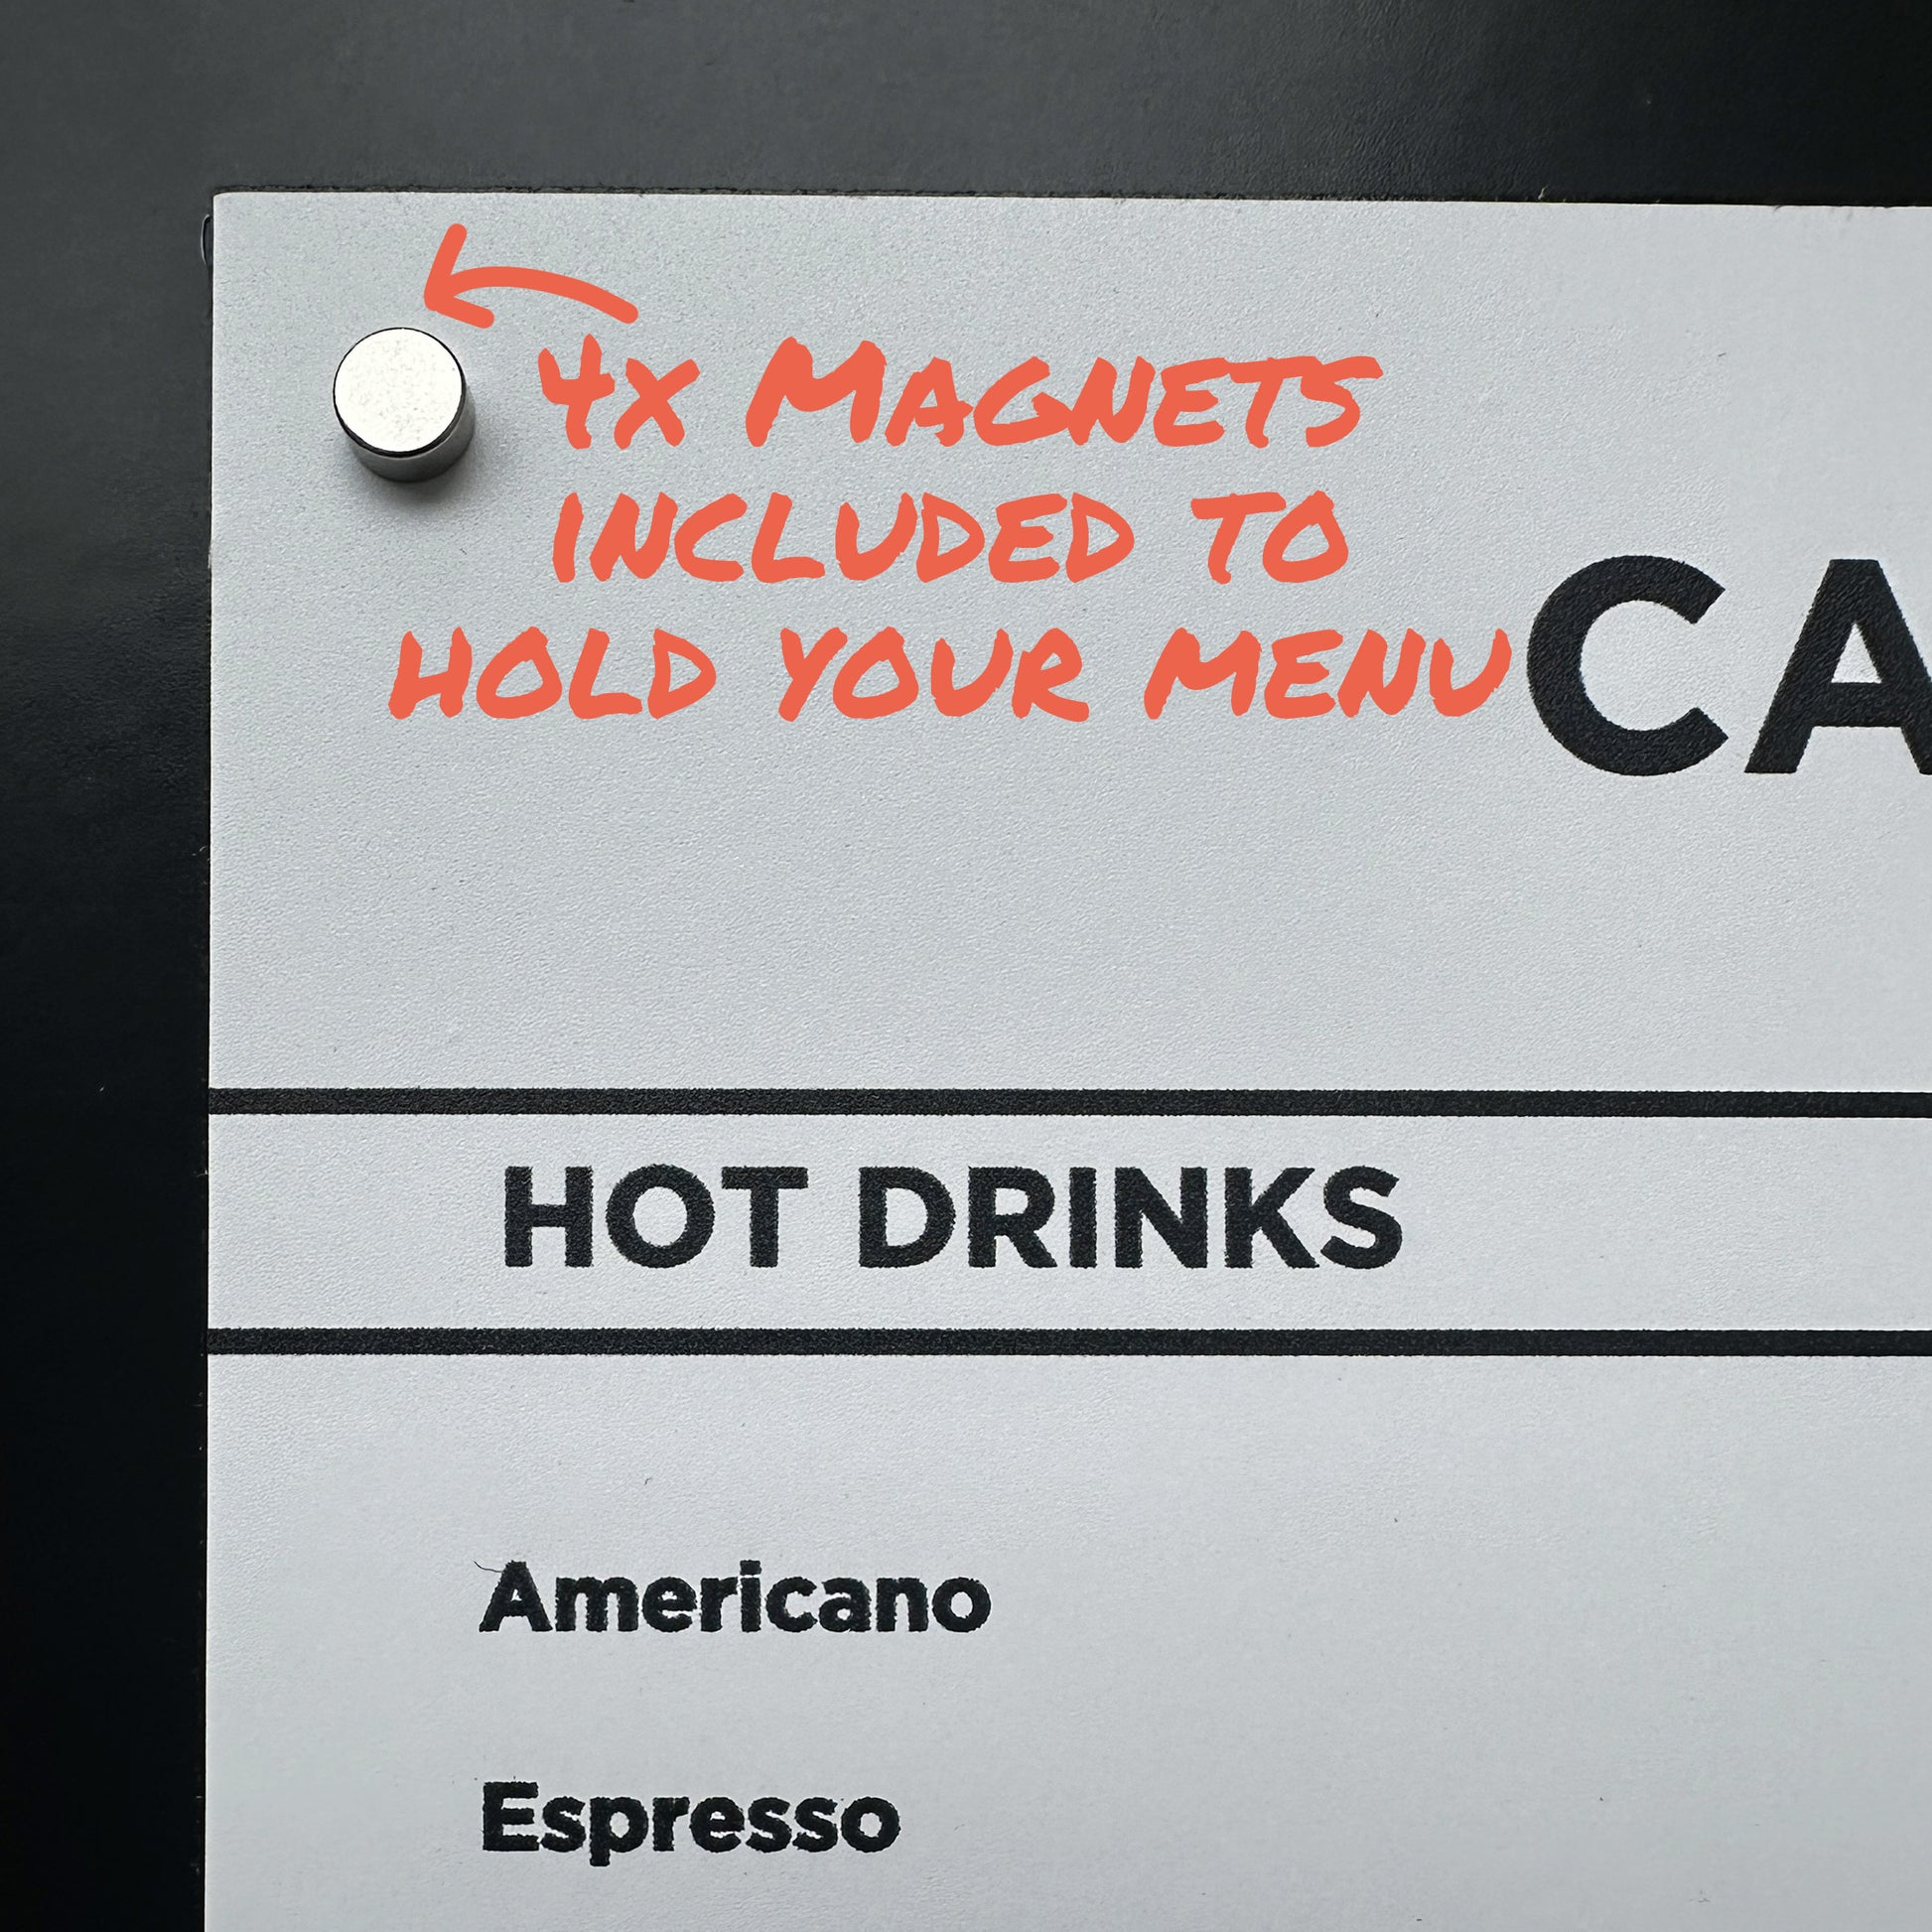 4x Magnets
included to
hold your menu
CA
HOT DRINKS
Americano
Espresso